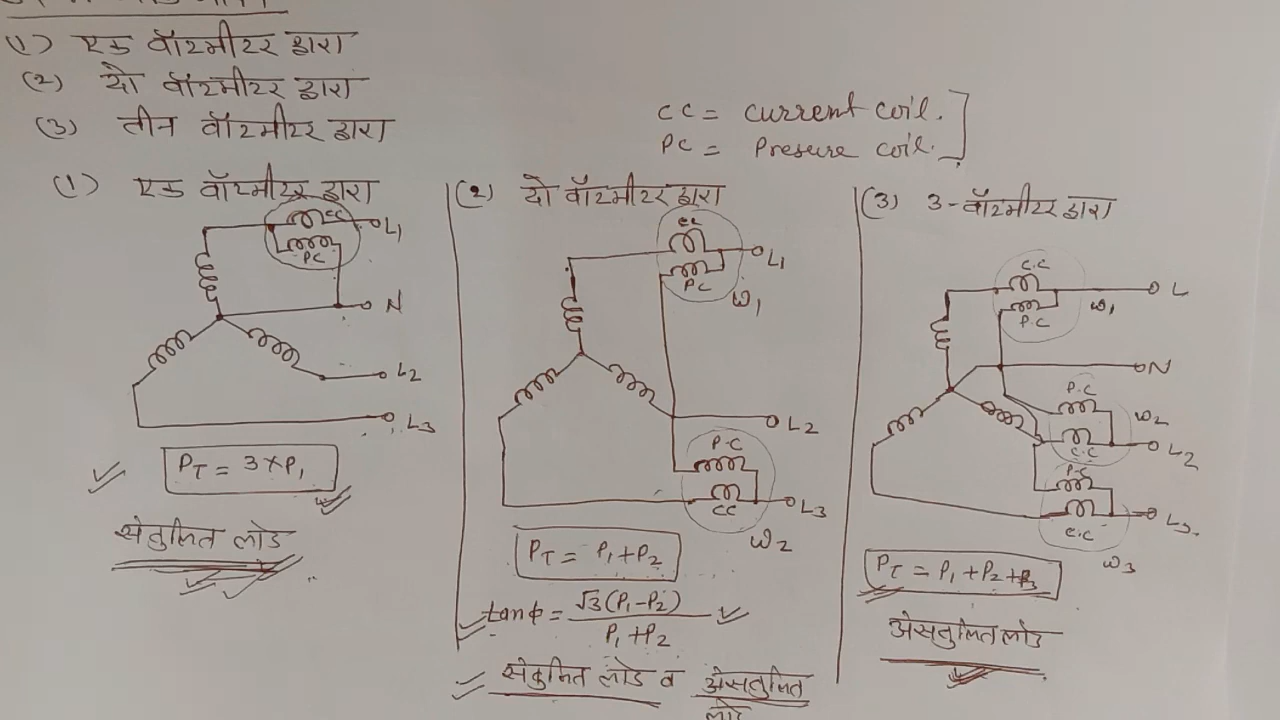 (1) एक वॉटमीटर द्वारा
(2) दो वॉटमीटर द्वारा
(3) तीन वॉटमीटर द्वारा
CC = Current coil.
PC = Presure coil.
(1) एक वॉटमीटर द्वारा
CC
L1
PC
N
L2
L3
PT = 3×P1
संतुलित लोड
(2) दो वॉटमीटर द्वारा
CC
L1
PC
W1
L2
P.C
CC
L3
W2
PT = P1+P2
tanφ = √3(P1-P2)
P1+P2
संतुलित लोड व असंतुलित
लोड
(3) 3-वॉटमीटर द्वारा
C.C
L
P.C
W1
N
P.C
W2
C.C
L2
P.C
L3
C.C
W3
PT = P1+P2+P3
असंतुलित लोड